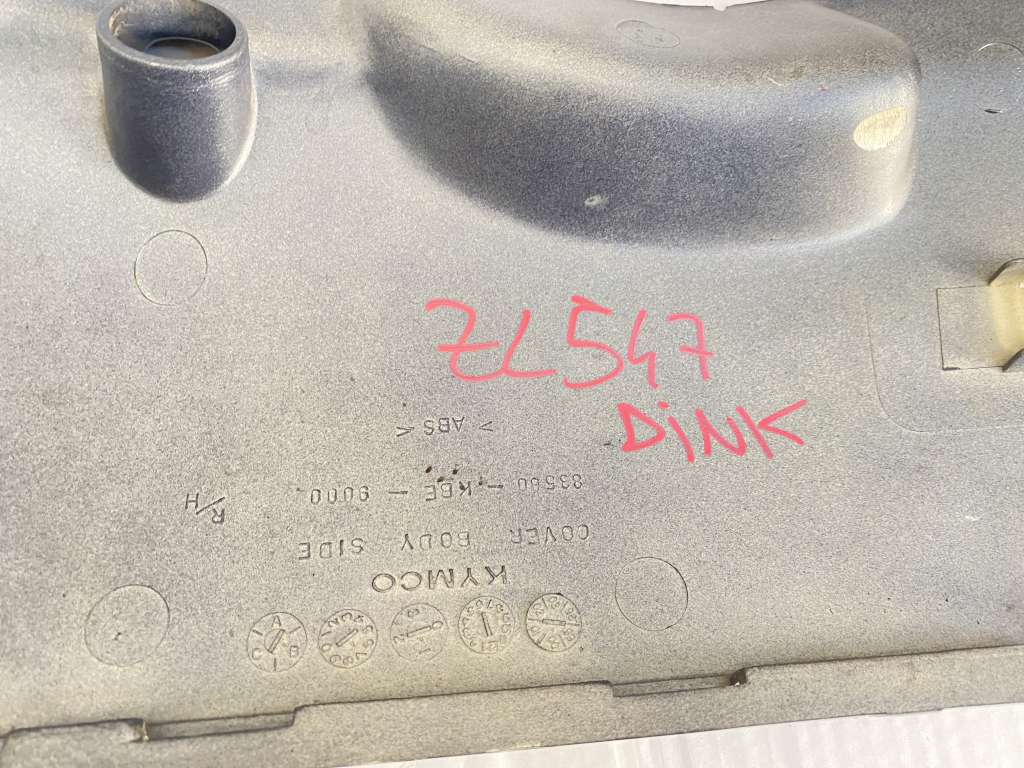 ZL547
DiNK
KYMCO
COVER BODY SIDE
83560 - KBE - 9000
R/H
> ABS <